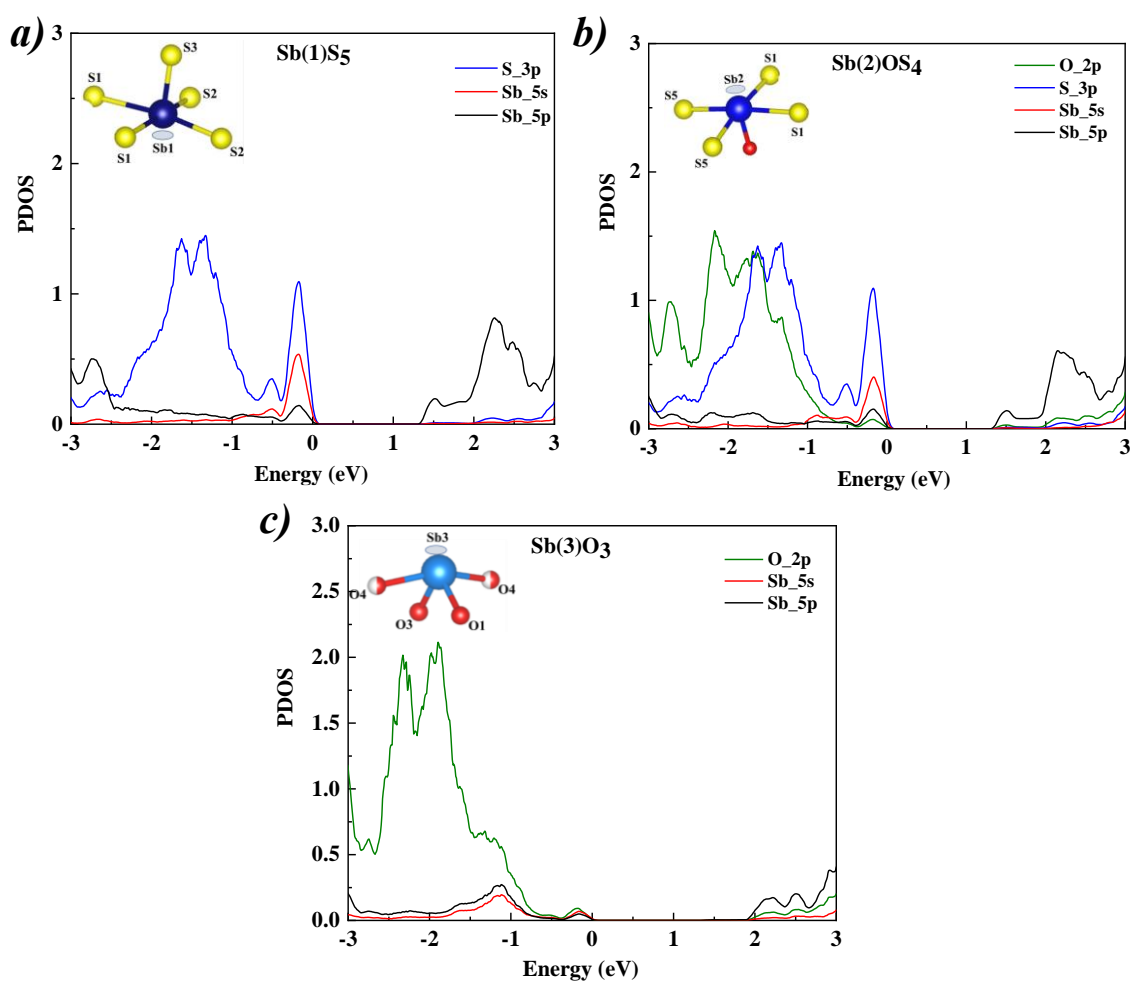 a)
Sb(1)S5
S3
S1
S2
S1
Sb1
S2
S_3p
Sb_5s
Sb_5p
PDOS
3
2
1
0
-3 -2 -1 0 1 2 3
Energy (eV)
b)
Sb(2)OS4
S1
Sb2
S5
S1
S5
O_2p
S_3p
Sb_5s
Sb_5p
PDOS
3
2
1
0
-3 -2 -1 0 1 2 3
Energy (eV)
c)
Sb(3)O3
Sb3
O4
O4
O3
O1
O_2p
Sb_5s
Sb_5p
PDOS
3.0
2.5
2.0
1.5
1.0
0.5
0.0
-3 -2 -1 0 1 2 3
Energy (eV)